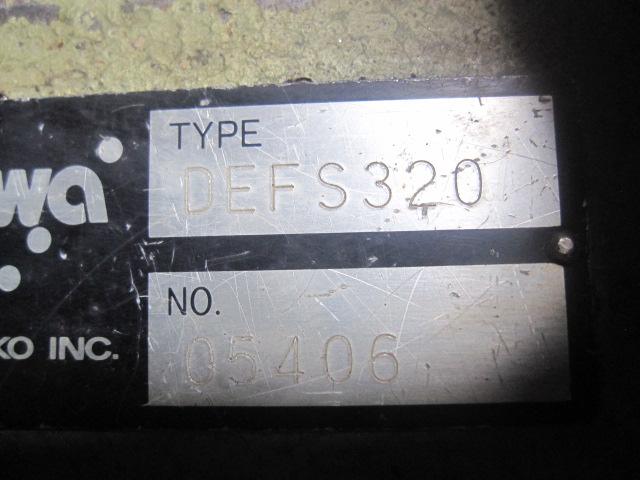 TYPE
DEFS320
wa
NO.
05406
KO INC.